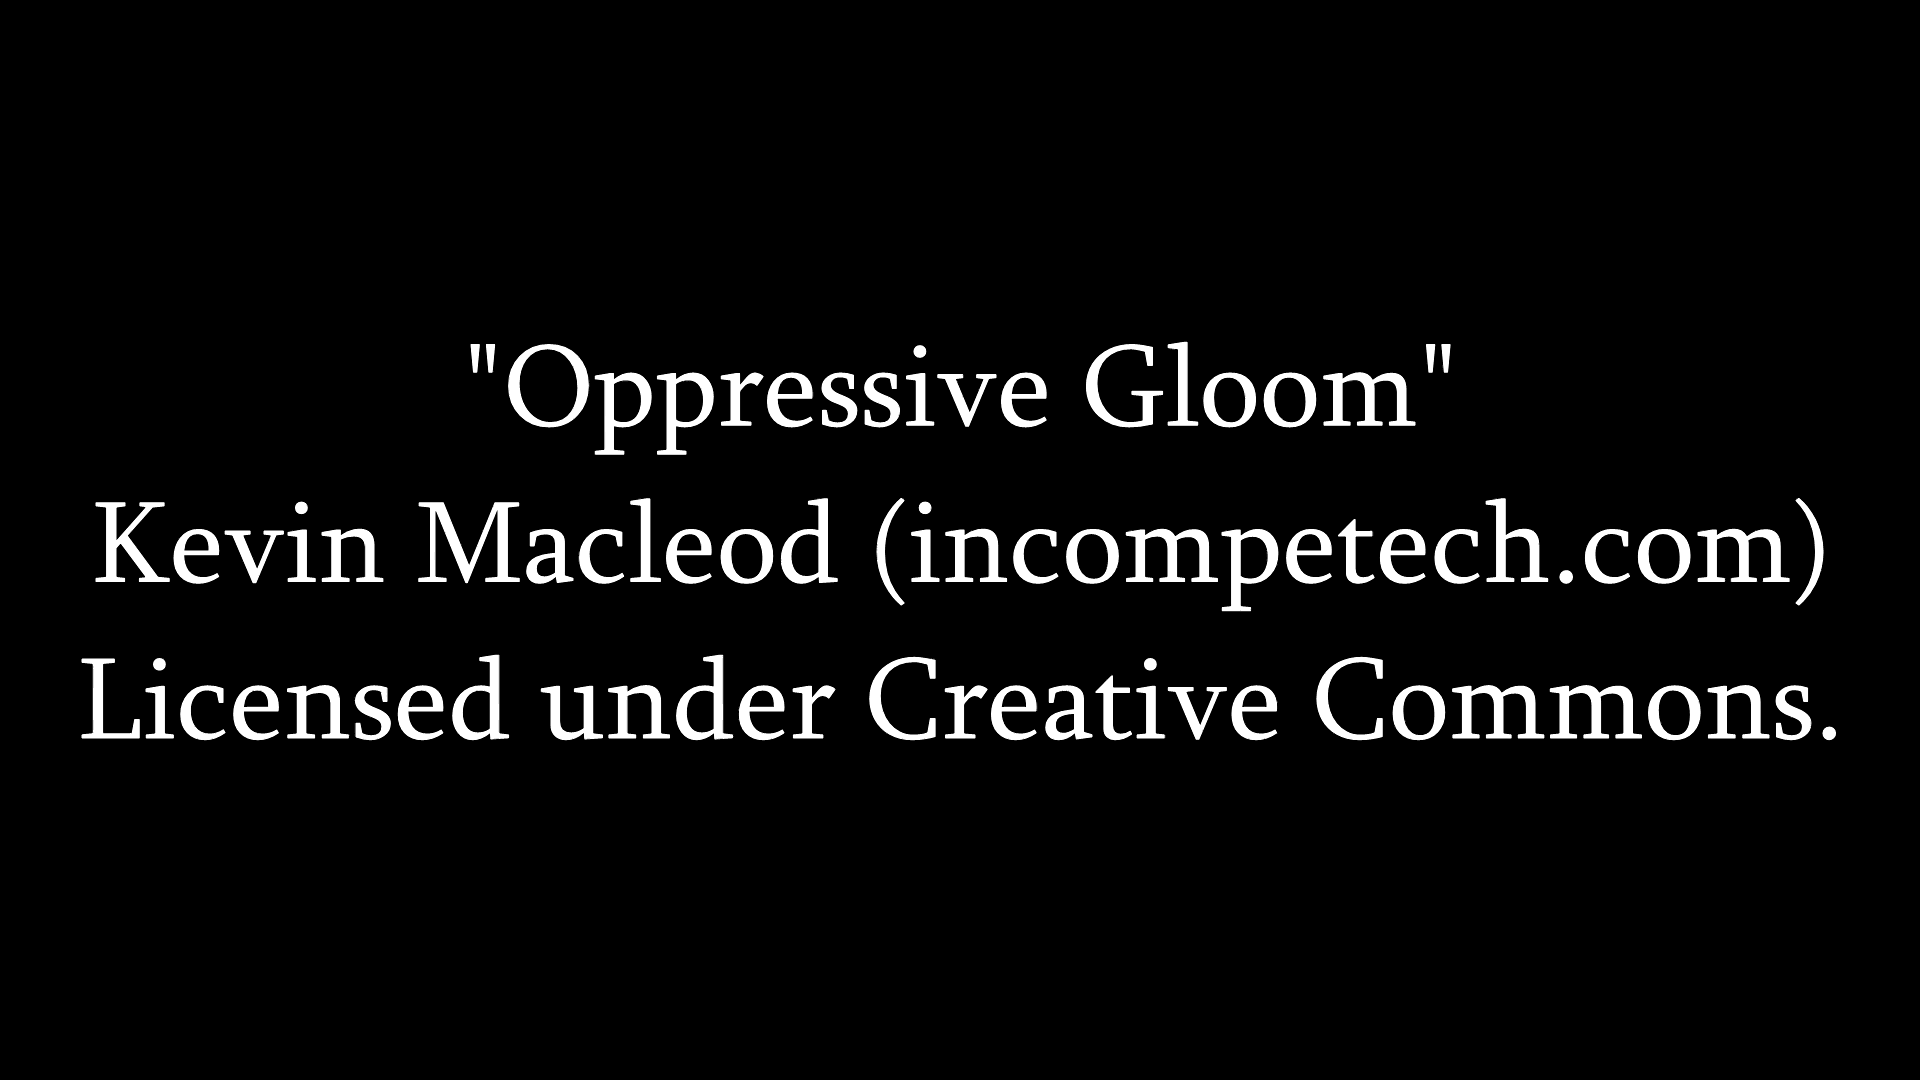 "Oppressive Gloom"
Kevin Macleod (incompetech.com)
Licensed under Creative Commons.